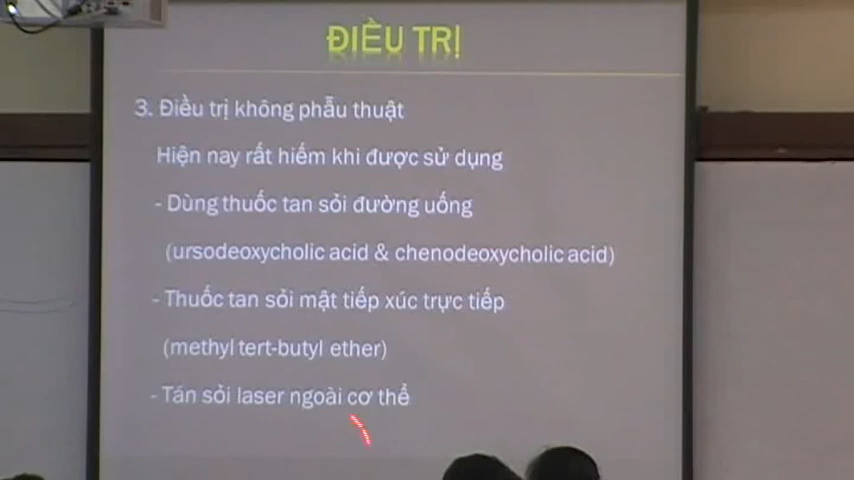 ĐIỀU TRỊ
3. Điều trị không phẫu thuật
Hiện nay rất hiếm khi được sử dụng
- Dùng thuốc tan sỏi đường uống
(ursodeoxycholic acid & chenodeoxycholic acid)
- Thuốc tan sỏi mật tiếp xúc trực tiếp
(methyl tert-butyl ether)
- Tán sỏi laser ngoài cơ thể